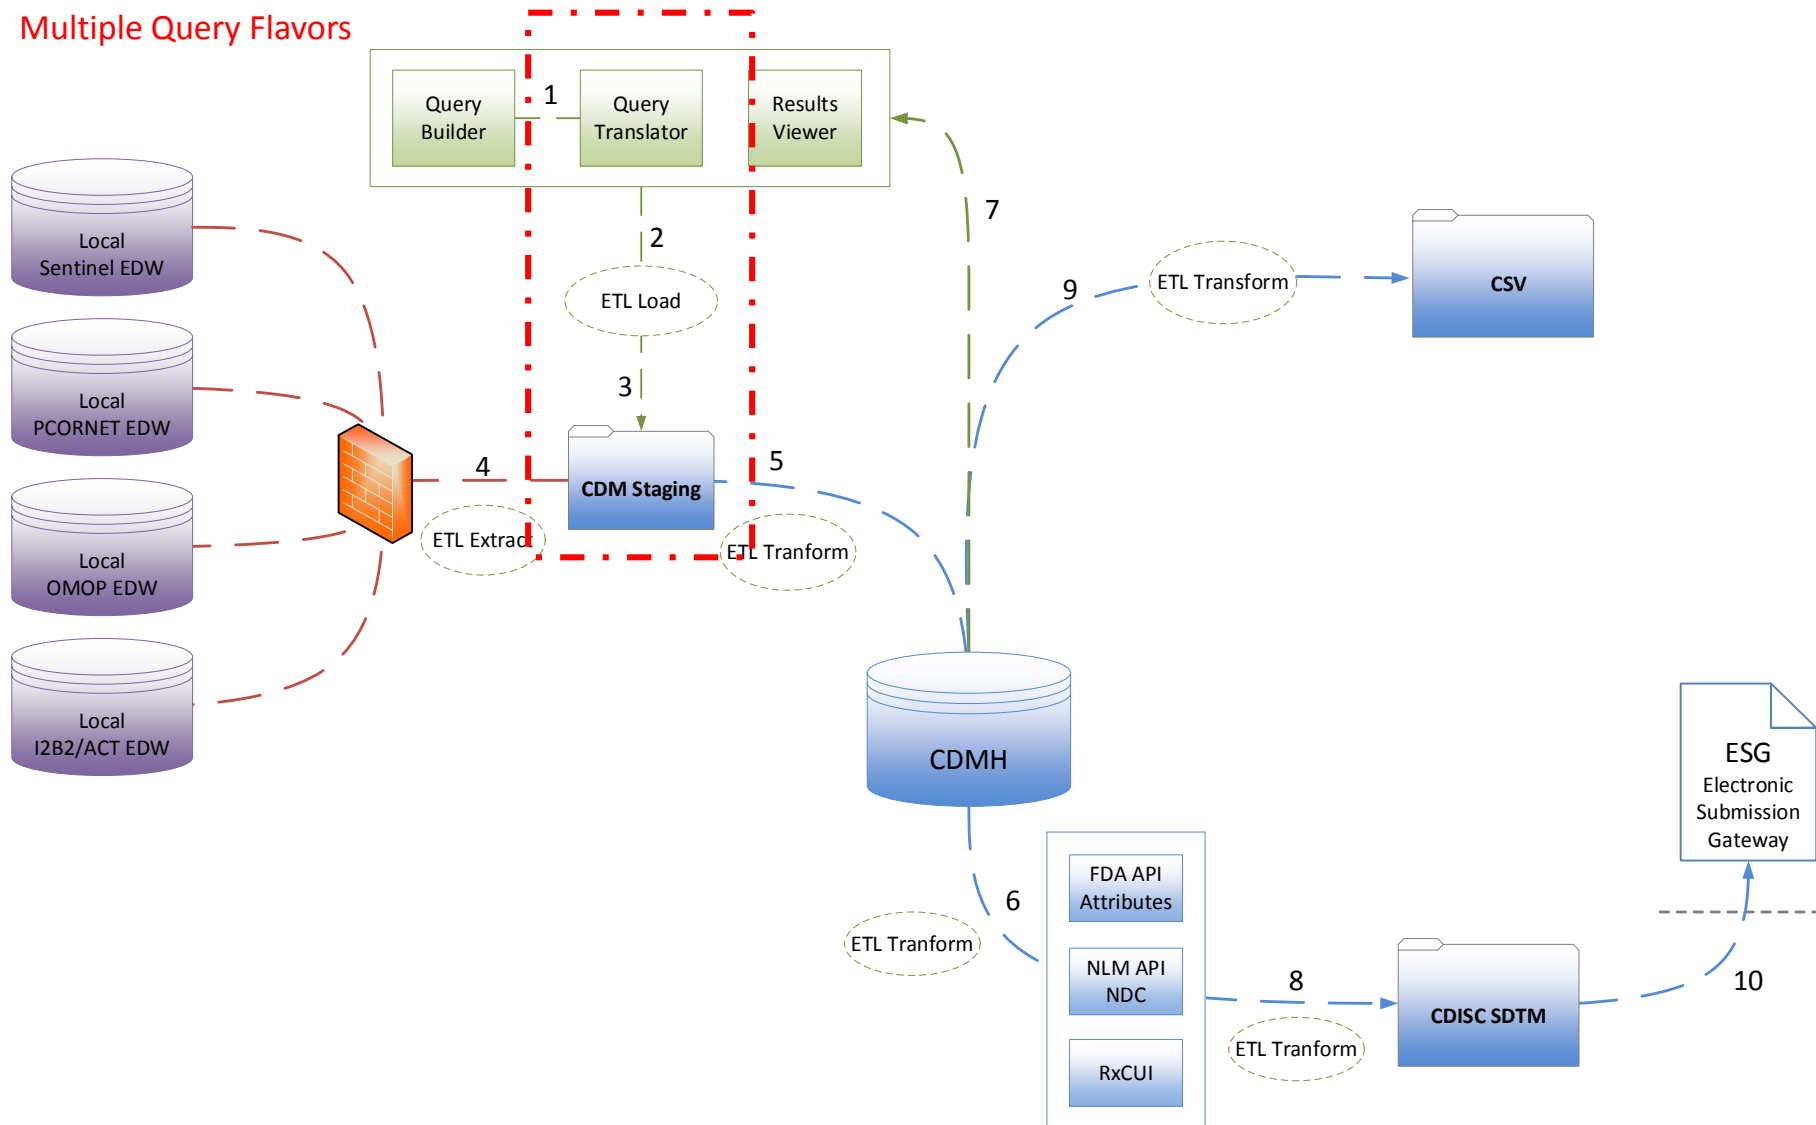 Multiple Query Flavors
Query
Builder
1
Query
Translator
Results
Viewer
2
ETL Load
3
7
Local
Sentinel EDW
Local
PCORNET EDW
Local
OMOP EDW
Local
I2B2/ACT EDW
4
ETL Extract
CDM Staging
5
ETL Tranform
9
ETL Transform
CSV
CDMH
6
ETL Tranform
FDA API
Attributes
NLM API
NDC
RxCUI
8
ETL Tranform
CDISC SDTM
10
ESG
Electronic
Submission
Gateway